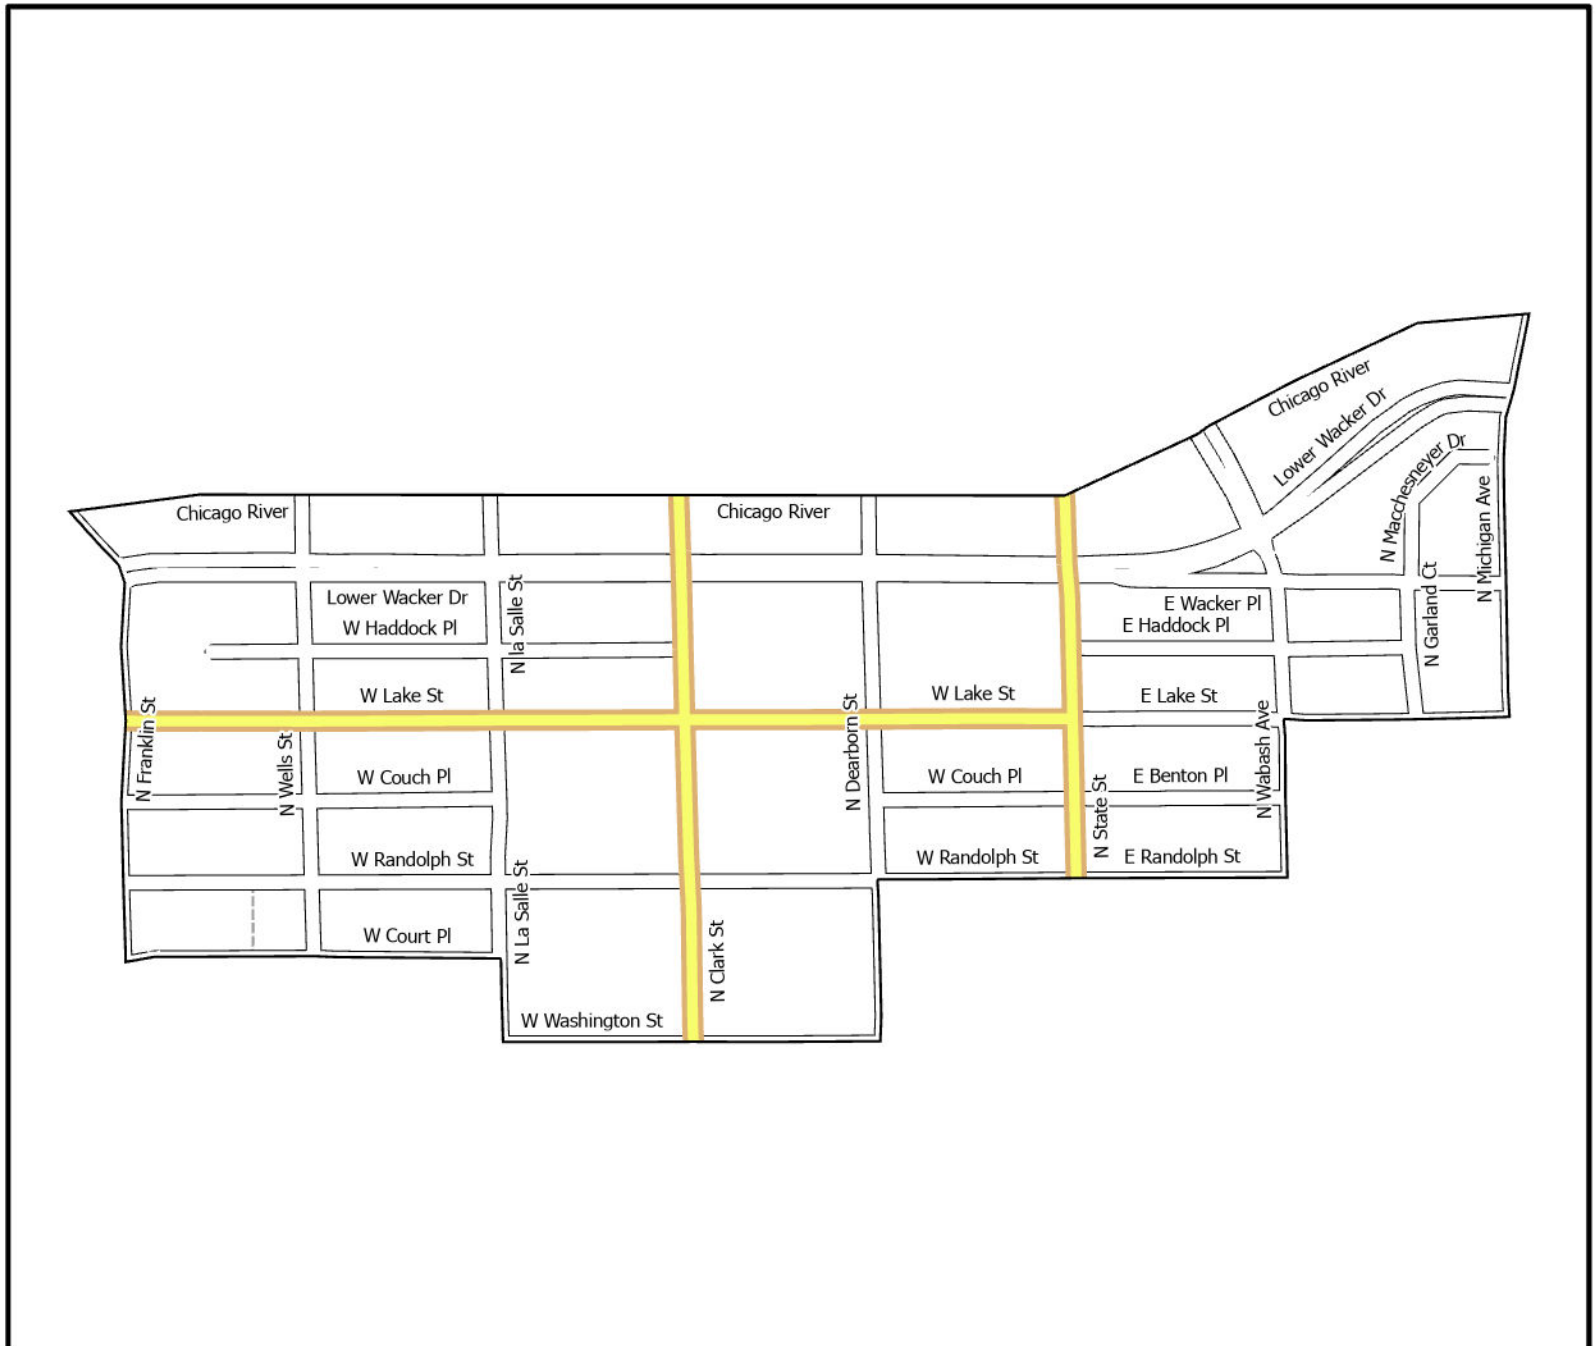 Chicago River
Lower Wacker Dr
N Macchesneyer Dr
Chicago River
Chicago River
N Michigan Ave
Lower Wacker Dr
W Haddock Pl
N la Salle St
E Wacker Pl
E Haddock Pl
N Garland Ct
W Lake St
W Lake St
E Lake St
N Franklin St
N Wells St
N Dearborn St
N Wabash Ave
W Couch Pl
W Couch Pl
E Benton Pl
N State St
W Randolph St
W Randolph St
E Randolph St
N La Salle St
W Court Pl
N Clark St
W Washington St